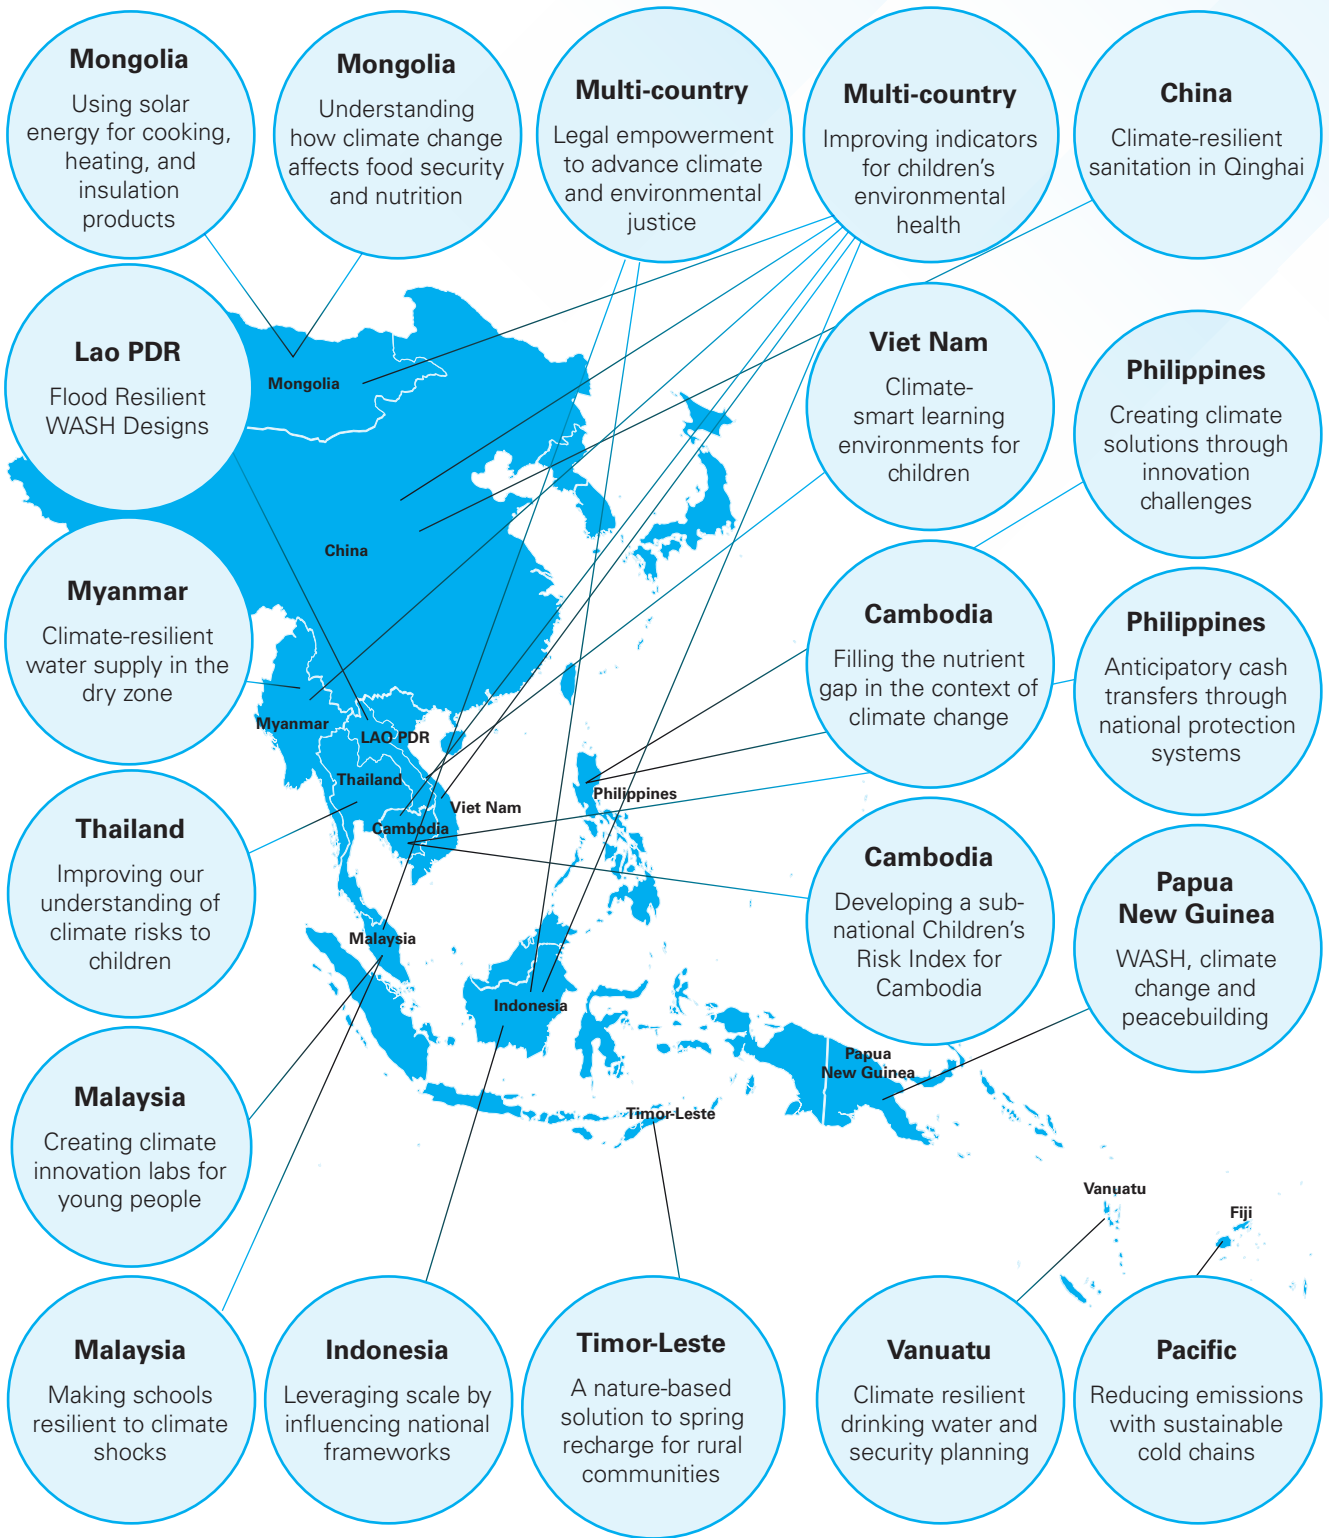 Mongolia
Using solar
energy for cooking,
heating, and
insulation
products
Mongolia
Understanding
how climate change
affects food security
and nutrition
Multi-country
Legal empowerment
to advance climate
and environmental
justice
Multi-country
Improving indicators
for children's
environmental
health
China
Climate-resilient
sanitation in Qinghai
Lao PDR
Flood Resilient
WASH Designs
Viet Nam
Climate-
smart learning
environments for
children
Philippines
Creating climate
solutions through
innovation
challenges
Myanmar
Climate-resilient
water supply in the
dry zone
Cambodia
Filling the nutrient
gap in the context of
climate change
Philippines
Anticipatory cash
transfers through
national protection
systems
Thailand
Improving our
understanding of
climate risks to
children
Cambodia
Developing a sub-
national Children's
Risk Index for
Cambodia
Papua
New Guinea
WASH, climate
change and
peacebuilding
Malaysia
Creating climate
innovation labs for
young people
Malaysia
Making schools
resilient to climate
shocks
Indonesia
Leveraging scale by
influencing national
frameworks
Timor-Leste
A nature-based
solution to spring
recharge for rural
communities
Vanuatu
Climate resilient
drinking water and
security planning
Pacific
Reducing emissions
with sustainable
cold chains
Mongolia
China
Myanmar
LAO PDR
Thailand
Viet Nam
Cambodia
Philippines
Malaysia
Indonesia
Papua
New Guinea
Timor-Leste
Vanuatu
Fiji